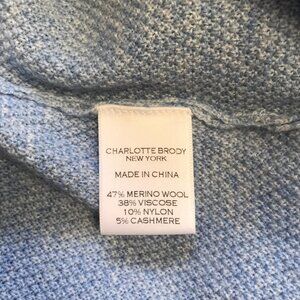 CHARLOTTE BRODY
NEW YORK
MADE IN CHINA
47% MERINO WOOL
38% VISCOSE
10% NYLON
5% CASHMERE